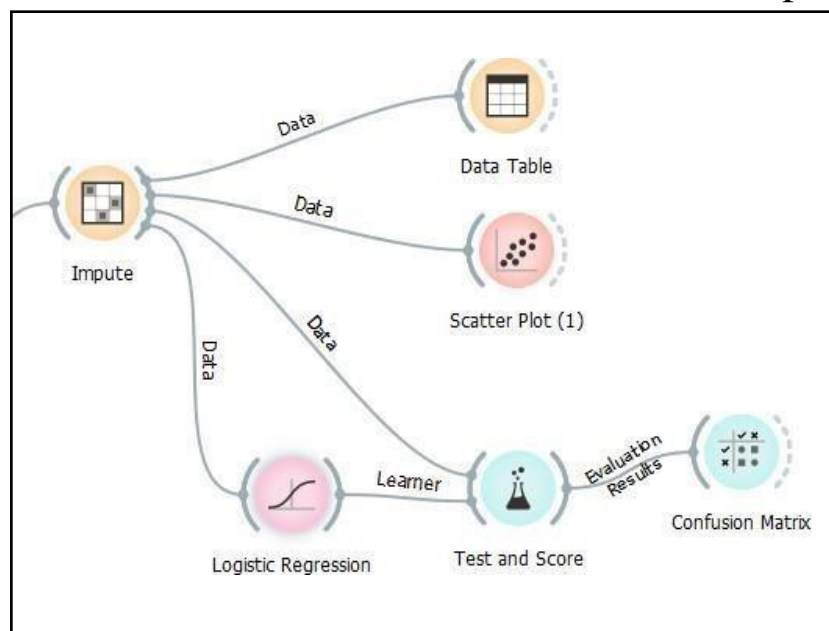 Data
Data Table
Data
Impute
Scatter Plot (1)
Data
Data
Evaluation
Results
Learner
Confusion Matrix
Logistic Regression
Test and Score